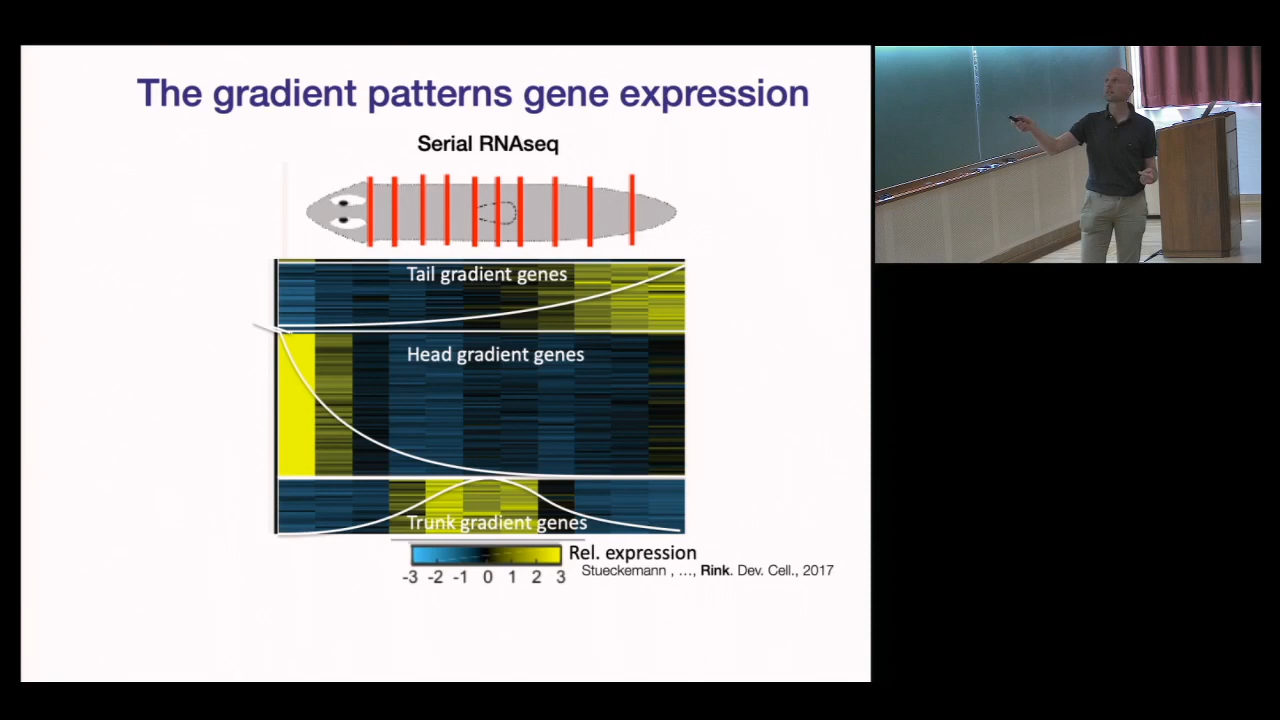 The gradient patterns gene expression
Serial RNAseq
Tail gradient genes
Head gradient genes
Trunk gradient genes
Rel. expression
-3 -2 -1 0 1 2 3
Stueckemann , …, Rink. Dev. Cell., 2017